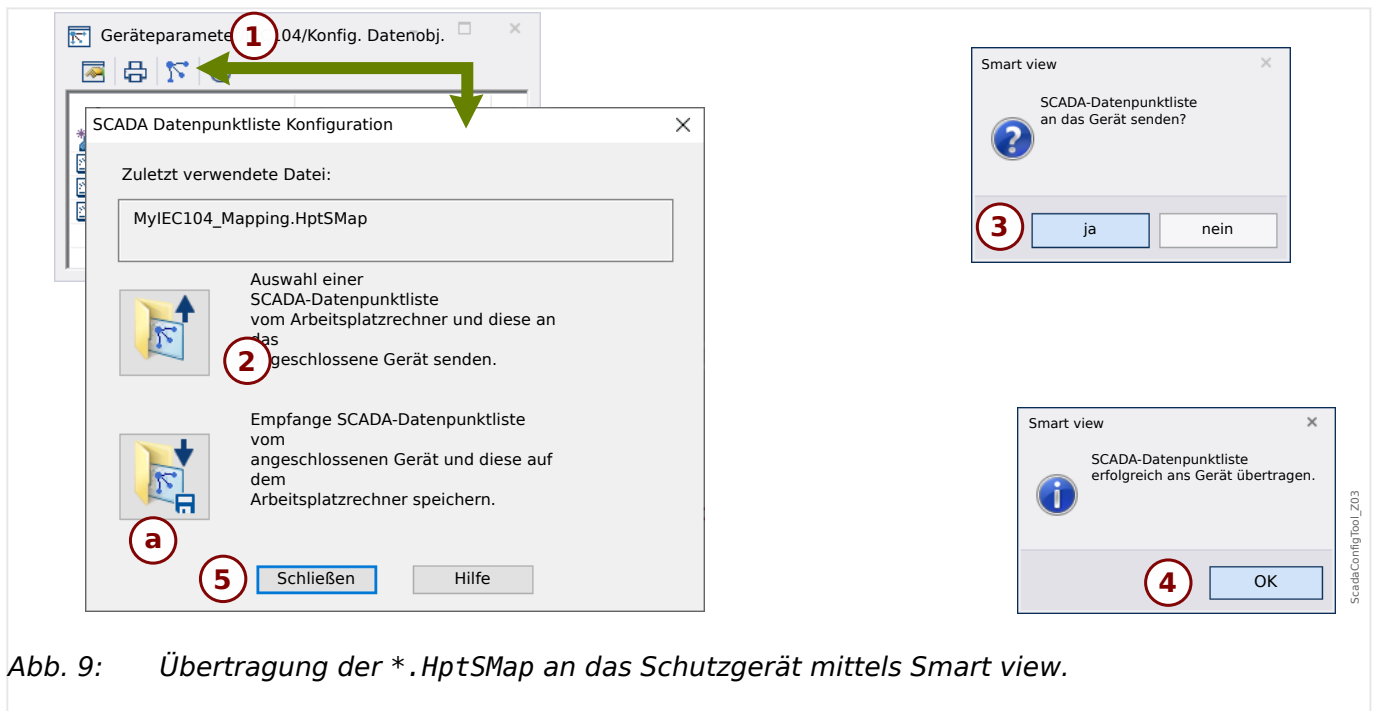 Geräteparamete 104/Konfig. Datenobj.
1
SCADA Datenpunktliste Konfiguration
Zuletzt verwendete Datei:
MyIEC104_Mapping.HptSMap
Auswahl einer
SCADA-Datenpunktliste
vom Arbeitsplatzrechner und diese an
das
geschlossene Gerät senden.
2
Empfange SCADA-Datenpunktliste
vom
angeschlossenen Gerät und diese auf
dem
Arbeitsplatzrechner speichern.
a
5
Schließen
Hilfe
Smart view
SCADA-Datenpunktliste
an das Gerät senden?
3
ja
nein
Smart view
SCADA-Datenpunktliste
erfolgreich ans Gerät übertragen.
4
OK
ScadaConfigTool_Z03
Abb. 9: Übertragung der *.HptSMap an das Schutzgerät mittels Smart view.